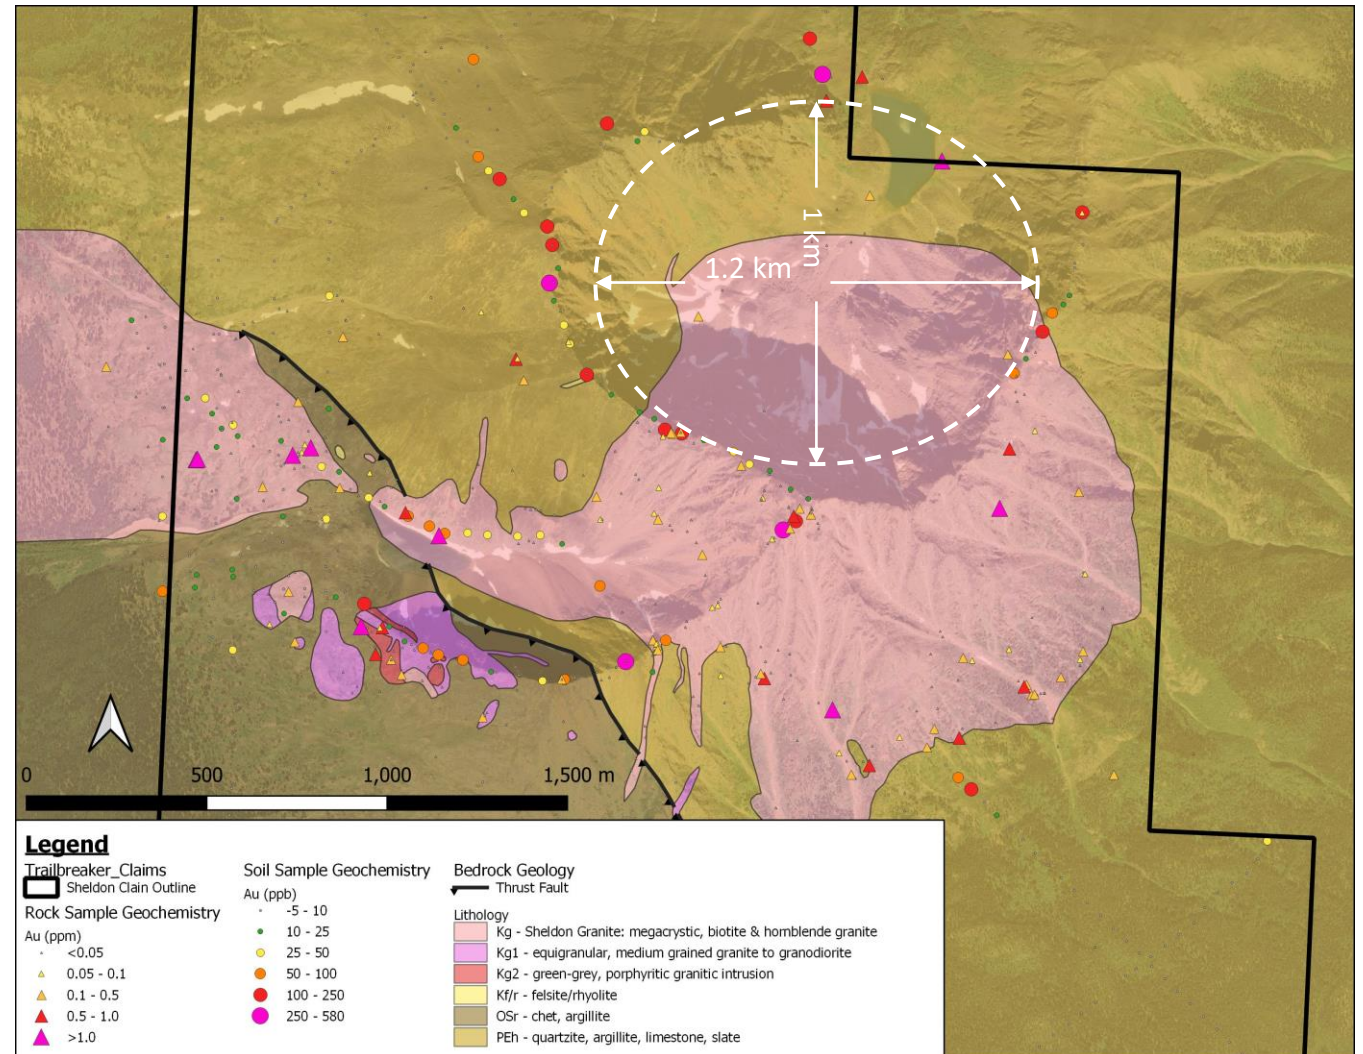 1 km
1.2 km
0 500 1,000 1,500 m
Legend
Trailbreaker_Claims
Sheldon Clain Outline
Rock Sample Geochemistry
Au (ppm)
<0.05
0.05 - 0.1
0.1 - 0.5
0.5 - 1.0
>1.0
Soil Sample Geochemistry
Au (ppb)
-5 - 10
10 - 25
25 - 50
50 - 100
100 - 250
250 - 580
Bedrock Geology
Thrust Fault
Lithology
Kg - Sheldon Granite: megacrystic, biotite & hornblende granite
Kg1 - equigranular, medium grained granite to granodiorite
Kg2 - green-grey, porphyritic granitic intrusion
Kf/r - felsite/rhyolite
OSr - chet, argillite
PEh - quartzite, argillite, limestone, slate